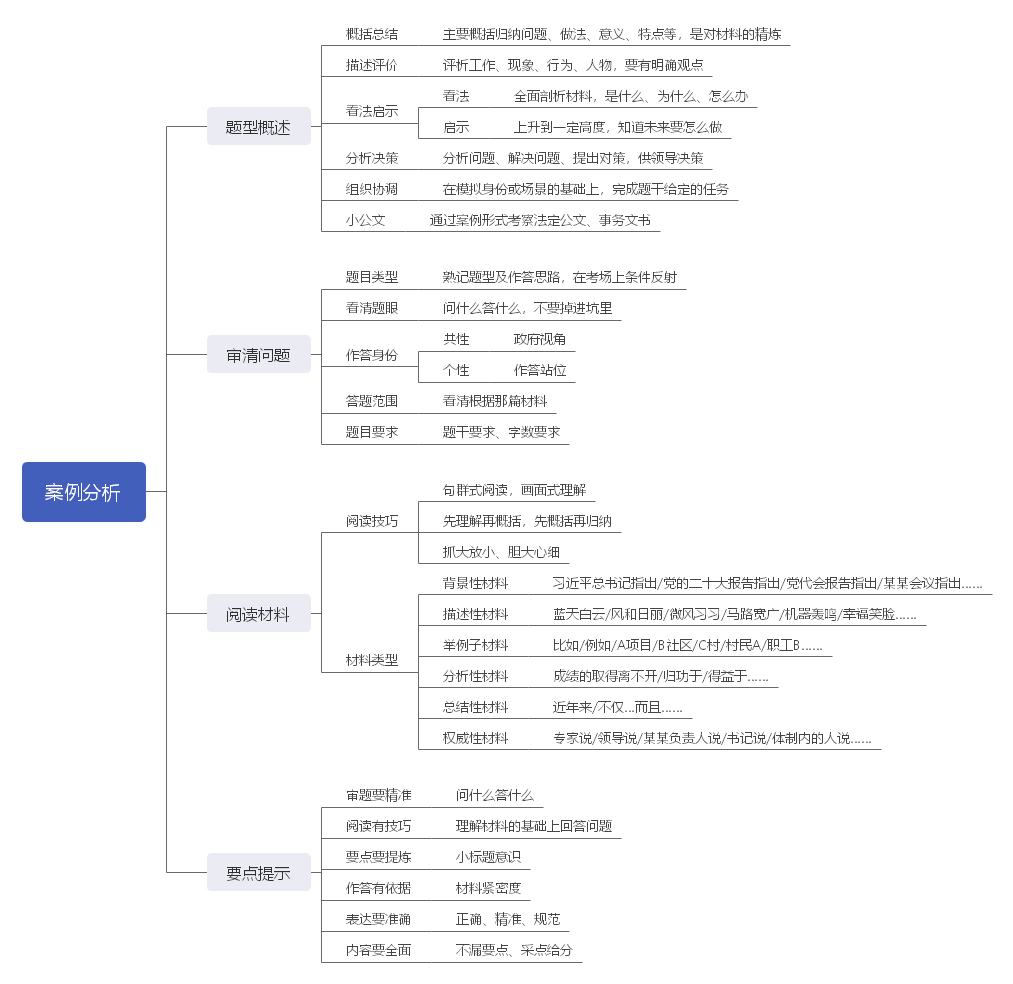 案例分析
题型概述
概括总结 主要概括归纳问题、做法、意义、特点等，是对材料的精炼
描述评价 评析工作、现象、行为、人物，要有明确观点
看法启示
看法 全面剖析材料，是什么、为什么、怎么办
启示 上升到一定高度，知道未来要怎么做
分析决策 分析问题、解决问题、提出对策，供领导决策
组织协调 在模拟身份或场景的基础上，完成题干给定的任务
小公文 通过案例形式考察法定公文、事务文书
审清问题
题目类型 熟记题型及作答思路，在考场上条件反射
看清题眼 问什么答什么，不要掉进坑里
作答身份
共性 政府视角
个性 作答站位
答题范围 看清根据那篇材料
题目要求 题干要求、字数要求
阅读材料
阅读技巧
句群式阅读，画面式理解
先理解再概括，先概括再归纳
抓大放小、胆大心细
材料类型
背景性材料 习近平总书记指出/党的二十大报告指出/党代会报告指出/某某会议指出......
描述性材料 蓝天白云/风和日丽/微风习习/马路宽广/机器轰鸣/幸福笑脸......
举例子材料 比如/例如/A项目/B社区/C村/村民A/职工B......
分析性材料 成绩的取得离不开/归功于/得益于......
总结性材料 近年来/不仅...而且......
权威性材料 专家说/领导说/某某负责人说/书记说/体制内的人说......
要点提示
审题要精准 问什么答什么
阅读有技巧 理解材料的基础上回答问题
要点要提炼 小标题意识
作答有依据 材料紧密度
表达要准确 正确、精准、规范
内容要全面 不漏要点、采点给分